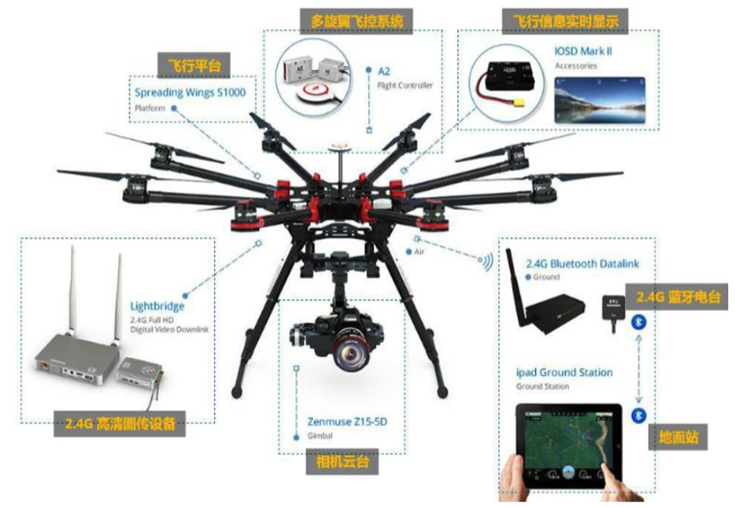 多旋翼飞控系统
飞行信息实时显示
飞行平台
IOSD Mark II
Accessories
A2
Flight Controller
Spreading Wings S1000
Platform
Air
2.4G Bluetooth Datalink
Ground
2.4G 蓝牙电台
Lightbridge
2.4G Full HD
Digital Video Downlink
ipad Ground Station
Ground Station
2.4G 高清图传设备
Zenmuse Z15-5D
Gimbal
相机云台
地面站